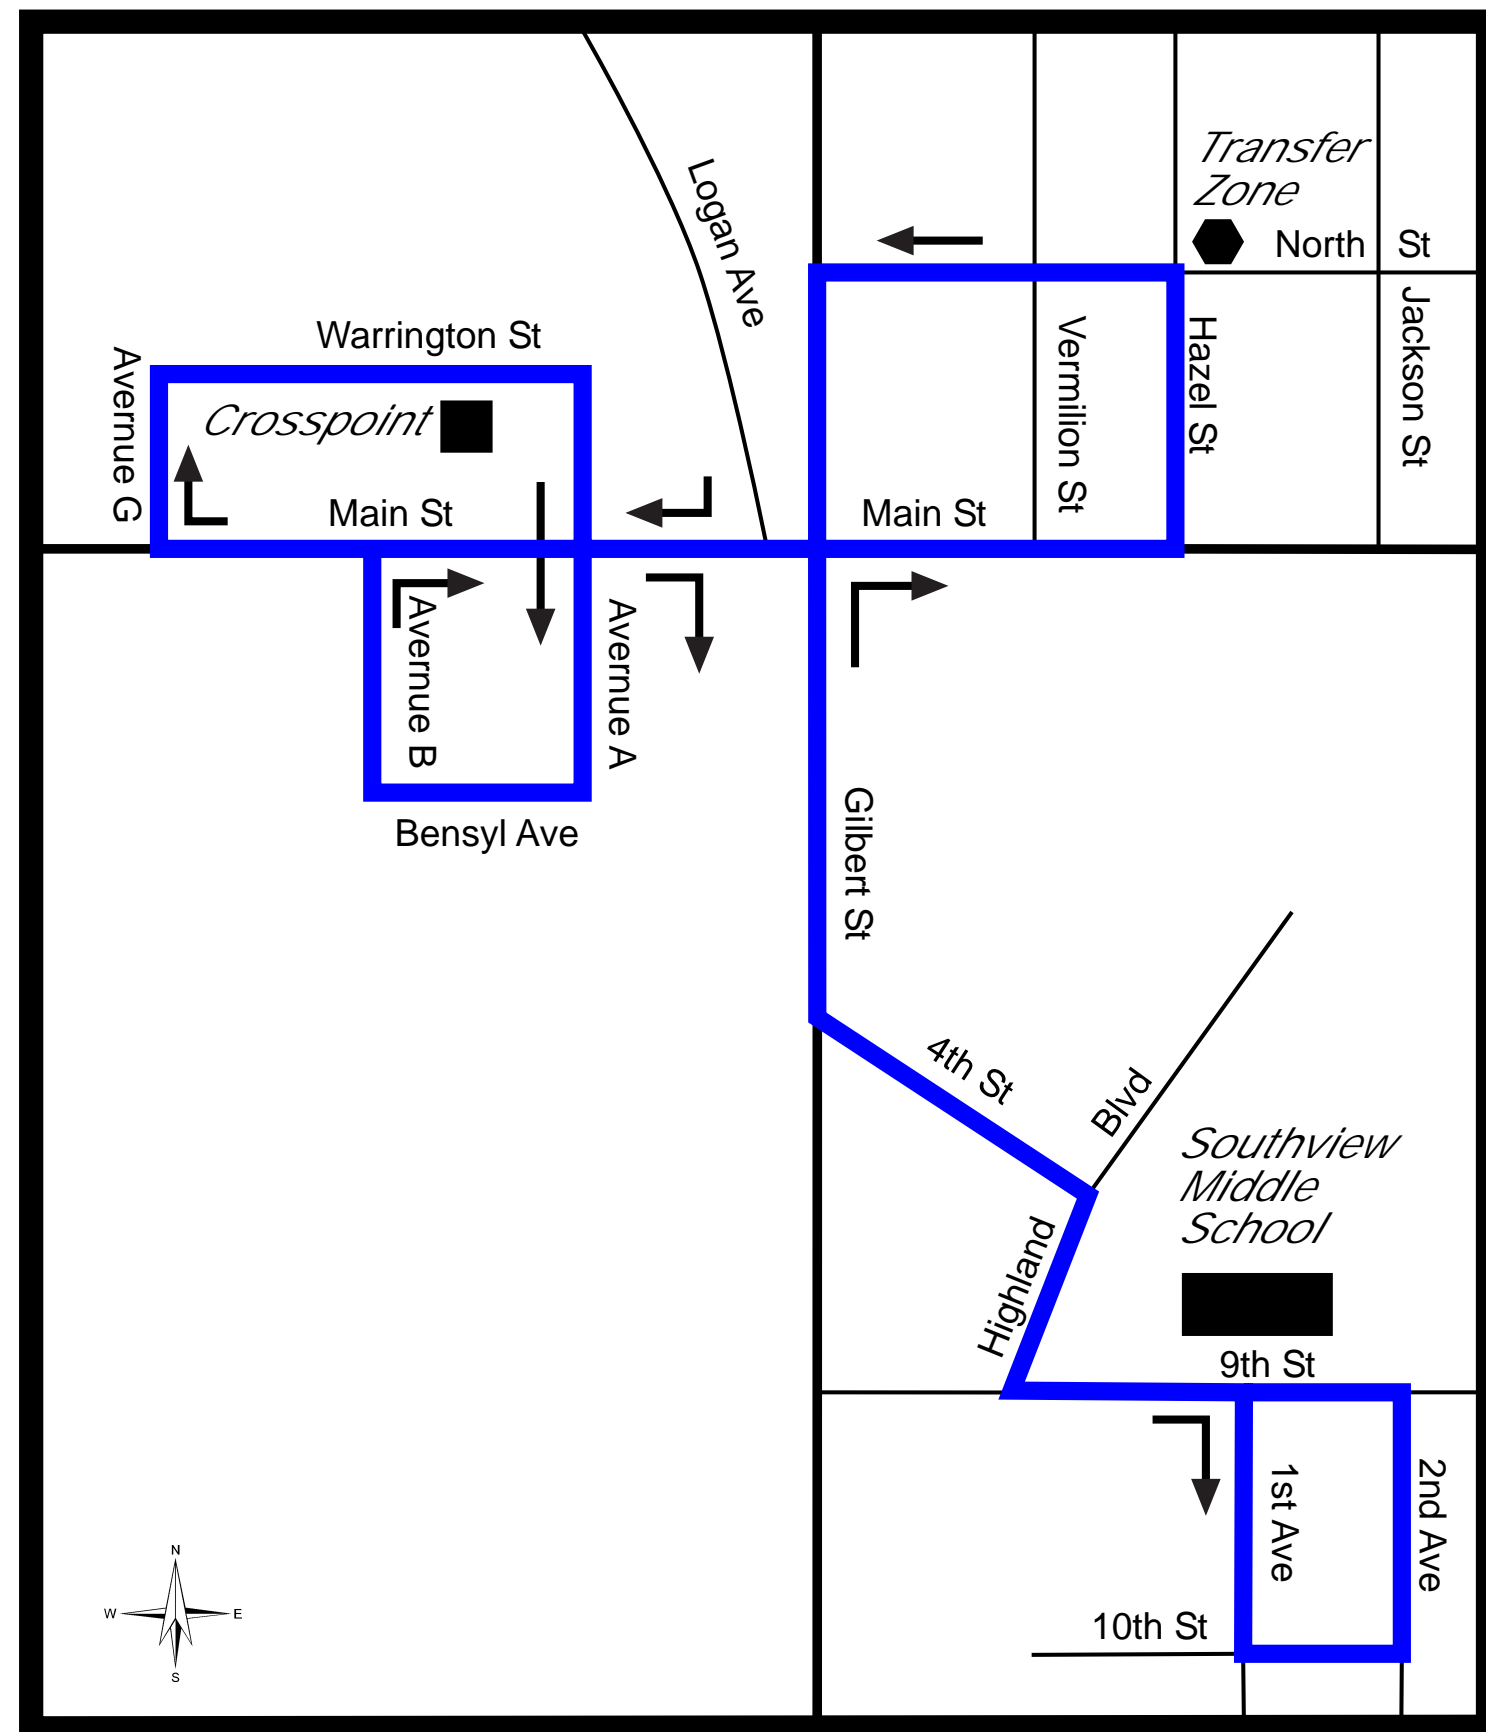 Transfer
Zone
North St
Logan Ave
Jackson St
Hazel St
Vermilion St
Warrington St
Avernue G
Crosspoint
Main St
Main St
Avernue B
Avernue A
Bensyl Ave
Gilbert St
4th St
Blvd
Highland
Southview
Middle
School
9th St
1st Ave
2nd Ave
10th St
N
W
E
S